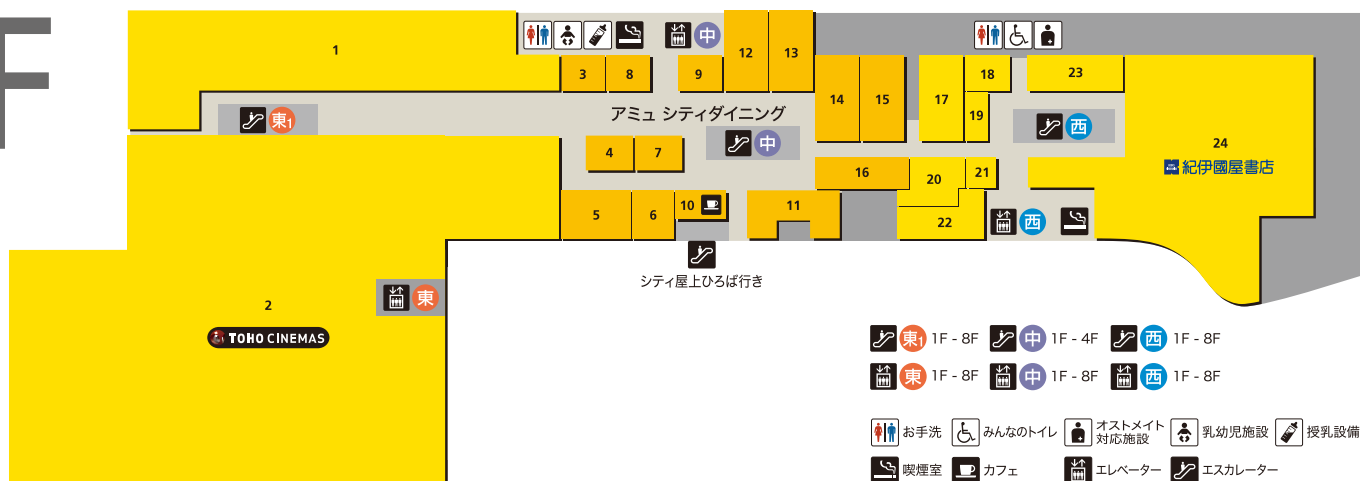 F
1
12
13
中
3
8
9
18
23
14
15
17
19
アミュ シティダイニング
東1
中
西
4
7
24
紀伊國屋書店
16
20
21
5
6
10
11
22
西
シティ屋上ひろば行き
東
2
TOHO CINEMAS
東1 1F - 8F 中 1F - 4F 西 1F - 8F
東 1F - 8F 中 1F - 8F 西 1F - 8F
お手洗 みんなのトイレ オストメイト対応施設 乳幼児施設 授乳設備
喫煙室 カフェ エレベーター エスカレーター